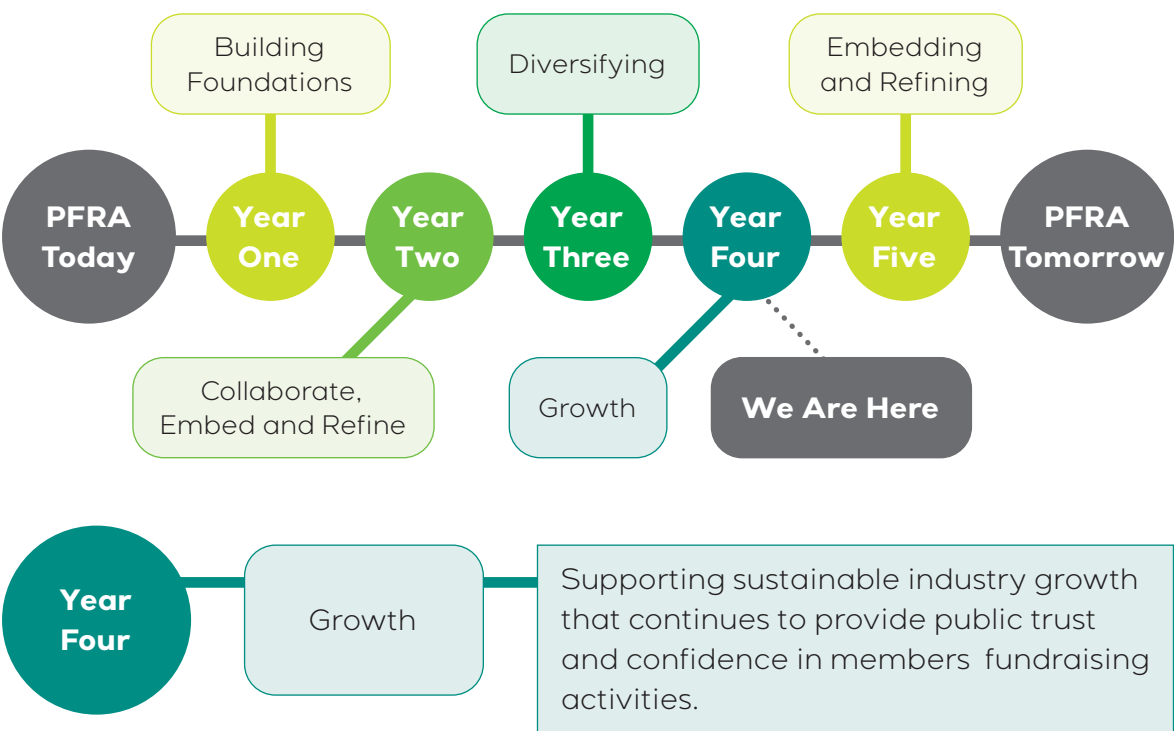 Building
Foundations
Diversifying
Embedding
and Refining
PFRA
Today
Year
One
Year
Two
Year
Three
Year
Four
Year
Five
PFRA
Tomorrow
Collaborate,
Embed and Refine
Growth
We Are Here
Year
Four
Growth
Supporting sustainable industry growth
that continues to provide public trust
and confidence in members fundraising
activities.